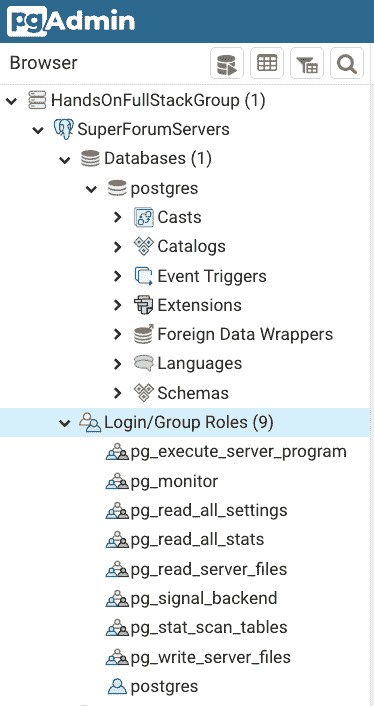 pgAdmin
Browser
HandsOnFullStackGroup (1)
SuperForumServers
Databases (1)
postgres
Casts
Catalogs
Event Triggers
Extensions
Foreign Data Wrappers
Languages
Schemas
Login/Group Roles (9)
pg_execute_server_program
pg_monitor
pg_read_all_settings
pg_read_all_stats
pg_read_server_files
pg_signal_backend
pg_stat_scan_tables
pg_write_server_files
postgres